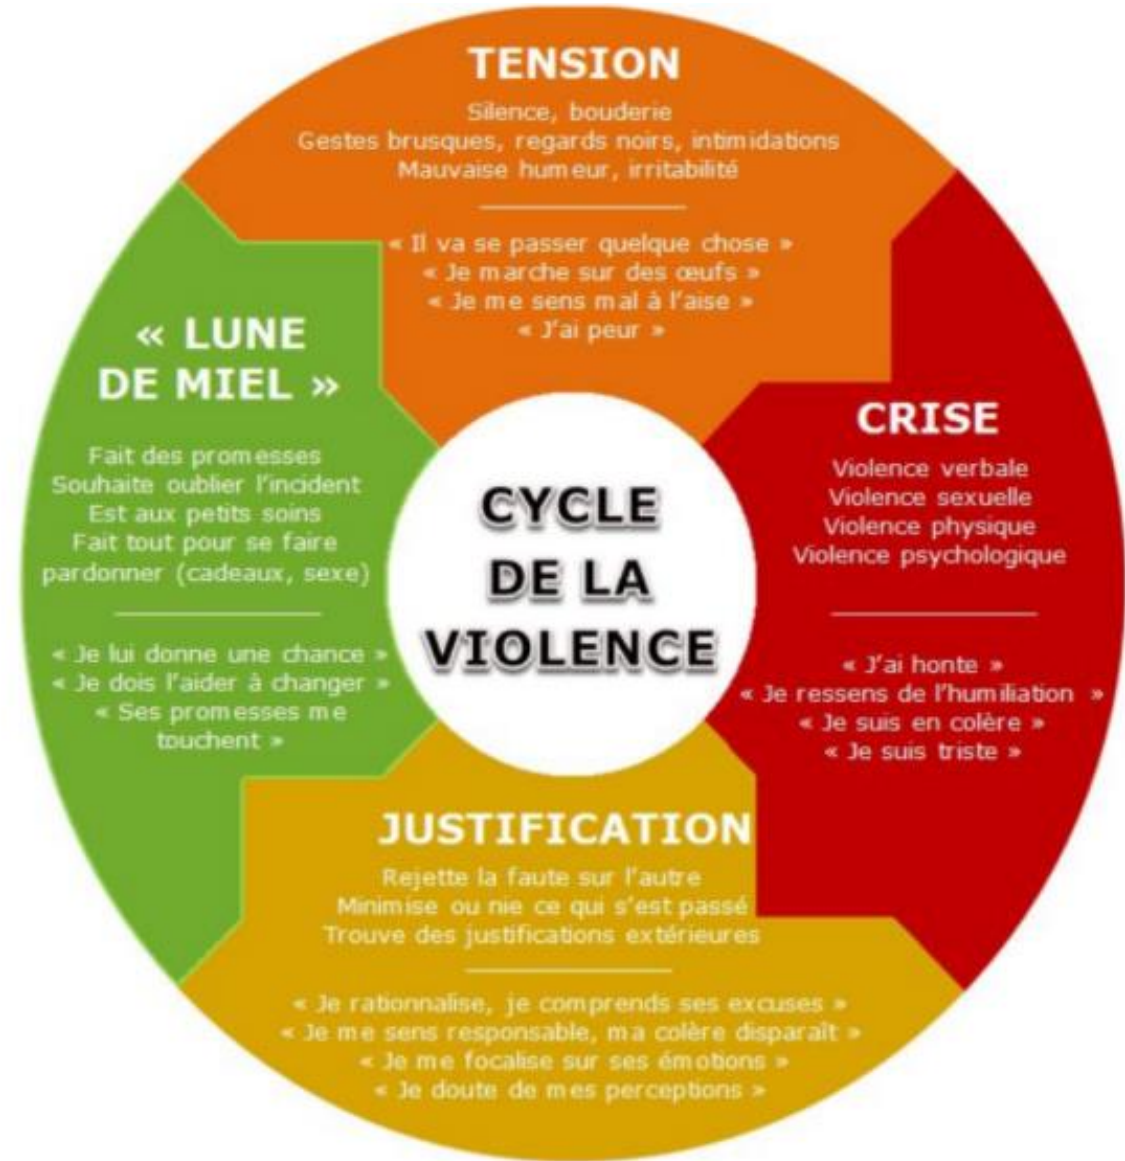 TENSION
Silence, bouderie
Gestes brusques, regards noirs, intimidations
Mauvaise humeur, irritabilité
« Il va se passer quelque chose »
« Je marche sur des œufs »
« Je me sens mal à l'aise »
« J'ai peur »
CRISE
Violence verbale
Violence sexuelle
Violence physique
Violence psychologique
« J'ai honte »
« Je ressens de l'humiliation »
« Je suis en colère »
« Je suis triste »
JUSTIFICATION
Rejette la faute sur l'autre
Minimise ou nie ce qui s'est passé
Trouve des justifications extérieures
« Je rationnalise, je comprends ses excuses »
« Je me sens responsable, ma colère disparaît »
« Je me focalise sur ses émotions »
« Je doute de mes perceptions »
« LUNE
DE MIEL »
Fait des promesses
Souhaite oublier l'incident
Est aux petits soins
Fait tout pour se faire
pardonner (cadeaux, sexe)
« Je lui donne une chance »
« Je dois l'aider à changer »
« Ses promesses me
touchent »
CYCLE
DE LA
VIOLENCE